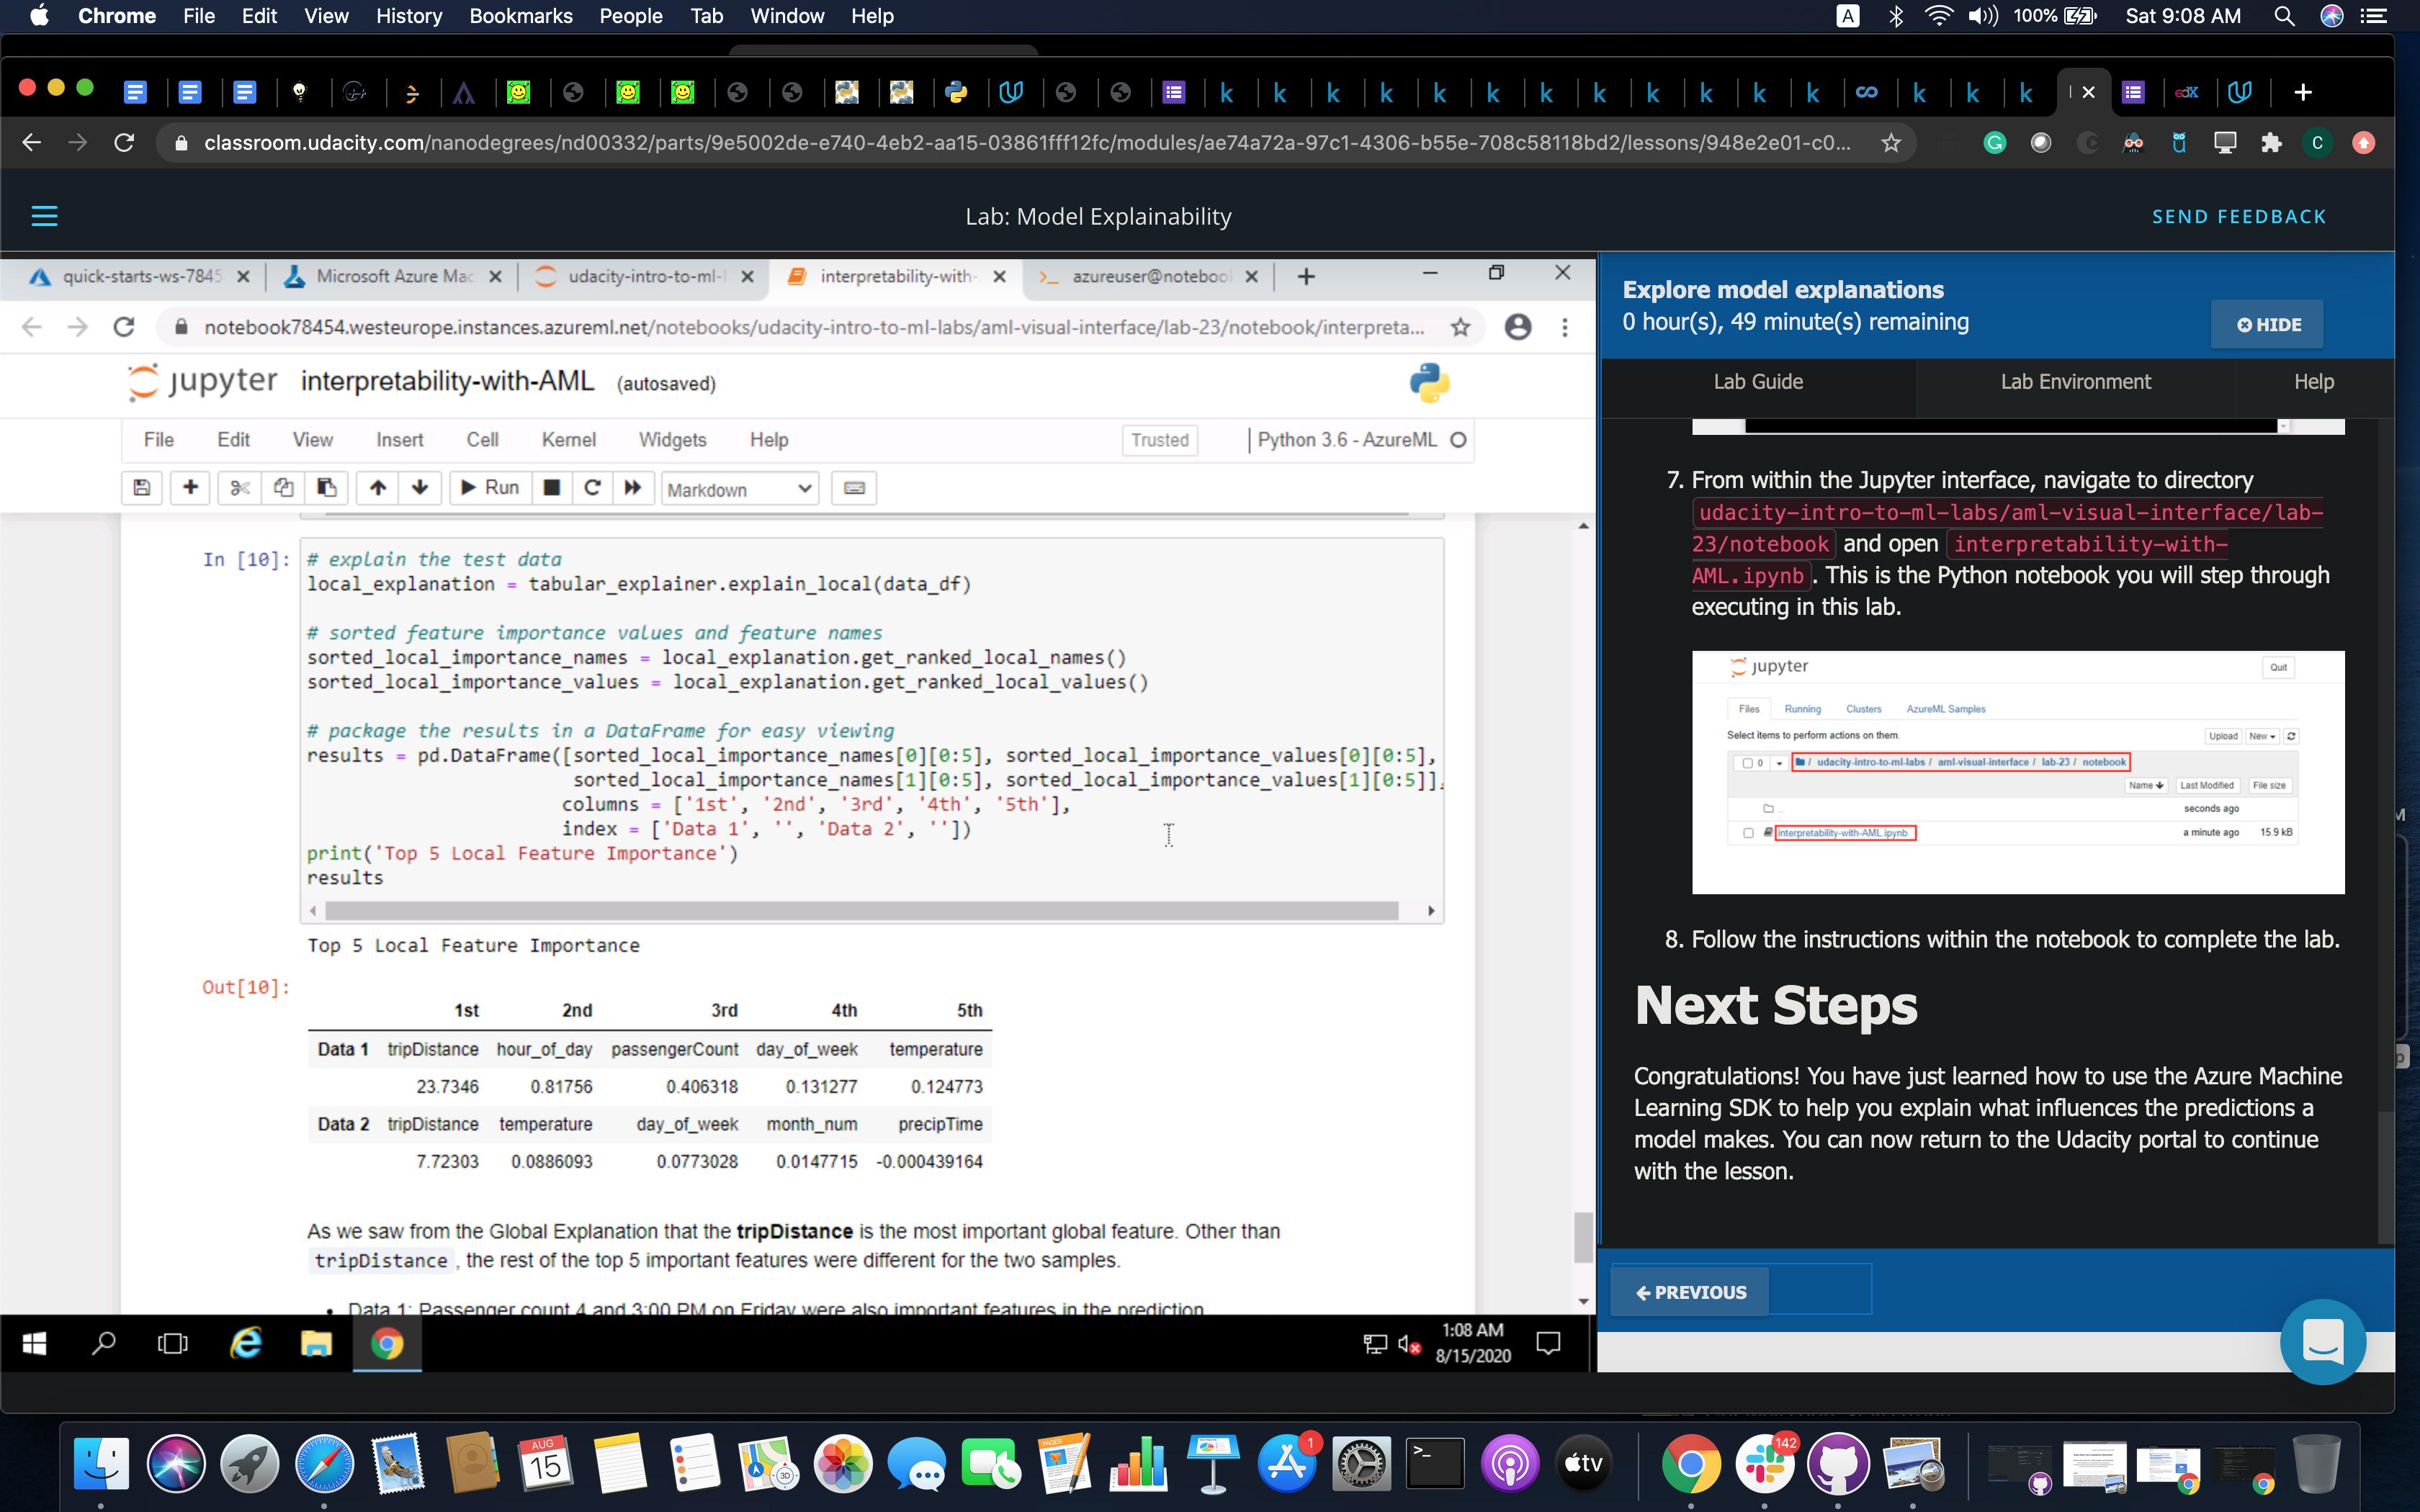 Chrome File Edit View History Bookmarks People Tab Window Help
A 100% Sat 9:08 AM
classroom.udacity.com/nanodegrees/nd00332/parts/9e5002de-e740-4eb2-aa15-03861fff12fc/modules/ae74a72a-97c1-4306-b55e-708c58118bd2/lessons/948e2e01-c0...
Lab: Model Explainability
SEND FEEDBACK
quick-starts-ws-7845
Microsoft Azure Mac
udacity-intro-to-ml-l
interpretability-with-
azureuser@noteboo
notebook78454.westeurope.instances.azureml.net/notebooks/udacity-intro-to-ml-labs/aml-visual-interface/lab-23/notebook/interpreta...
jupyter interpretability-with-AML (autosaved)
File Edit View Insert Cell Kernel Widgets Help
Trusted
Python 3.6 - AzureML
Run
Markdown
In [10]:
# explain the test data
local_explanation = tabular_explainer.explain_local(data_df)
# sorted feature importance values and feature names
sorted_local_importance_names = local_explanation.get_ranked_local_names()
sorted_local_importance_values = local_explanation.get_ranked_local_values()
# package the results in a DataFrame for easy viewing
results = pd.DataFrame([sorted_local_importance_names[0][0:5], sorted_local_importance_values[0][0:5],
sorted_local_importance_names[1][0:5], sorted_local_importance_values[1][0:5]],
columns = ['1st', '2nd', '3rd', '4th', '5th'],
index = ['Data 1', '', 'Data 2', ''])
print('Top 5 Local Feature Importance')
results
Top 5 Local Feature Importance
Out[10]:
1st 2nd 3rd 4th 5th
Data 1 tripDistance hour_of_day passengerCount day_of_week temperature
23.7346 0.81756 0.406318 0.131277 0.124773
Data 2 tripDistance temperature day_of_week month_num precipTime
7.72303 0.0886093 0.0773028 0.0147715 -0.000439164
As we saw from the Global Explanation that the tripDistance is the most important global feature. Other than
tripDistance , the rest of the top 5 important features were different for the two samples.
• Data 1: Passenger count 4 and 3:00 PM on Friday were also important features in the prediction
1:08 AM
8/15/2020
Explore model explanations
0 hour(s), 49 minute(s) remaining
HIDE
Lab Guide
Lab Environment
Help
7. From within the Jupyter interface, navigate to directory
udacity-intro-to-ml-labs/aml-visual-interface/lab-
23/notebook and open interpretability-with-
AML.ipynb. This is the Python notebook you will step through
executing in this lab.
jupyter
Quit
Files Running Clusters AzureML Samples
Select items to perform actions on them.
Upload New
0 / udacity-intro-to-ml-labs / aml-visual-interface / lab-23 / notebook
Name Last Modified File size
.. seconds ago
interpretability-with-AML.ipynb a minute ago 15.9 kB
8. Follow the instructions within the notebook to complete the lab.
Next Steps
Congratulations! You have just learned how to use the Azure Machine
Learning SDK to help you explain what influences the predictions a
model makes. You can now return to the Udacity portal to continue
with the lesson.
PREVIOUS
AUG
15
3D
PAGES
1
tv
142